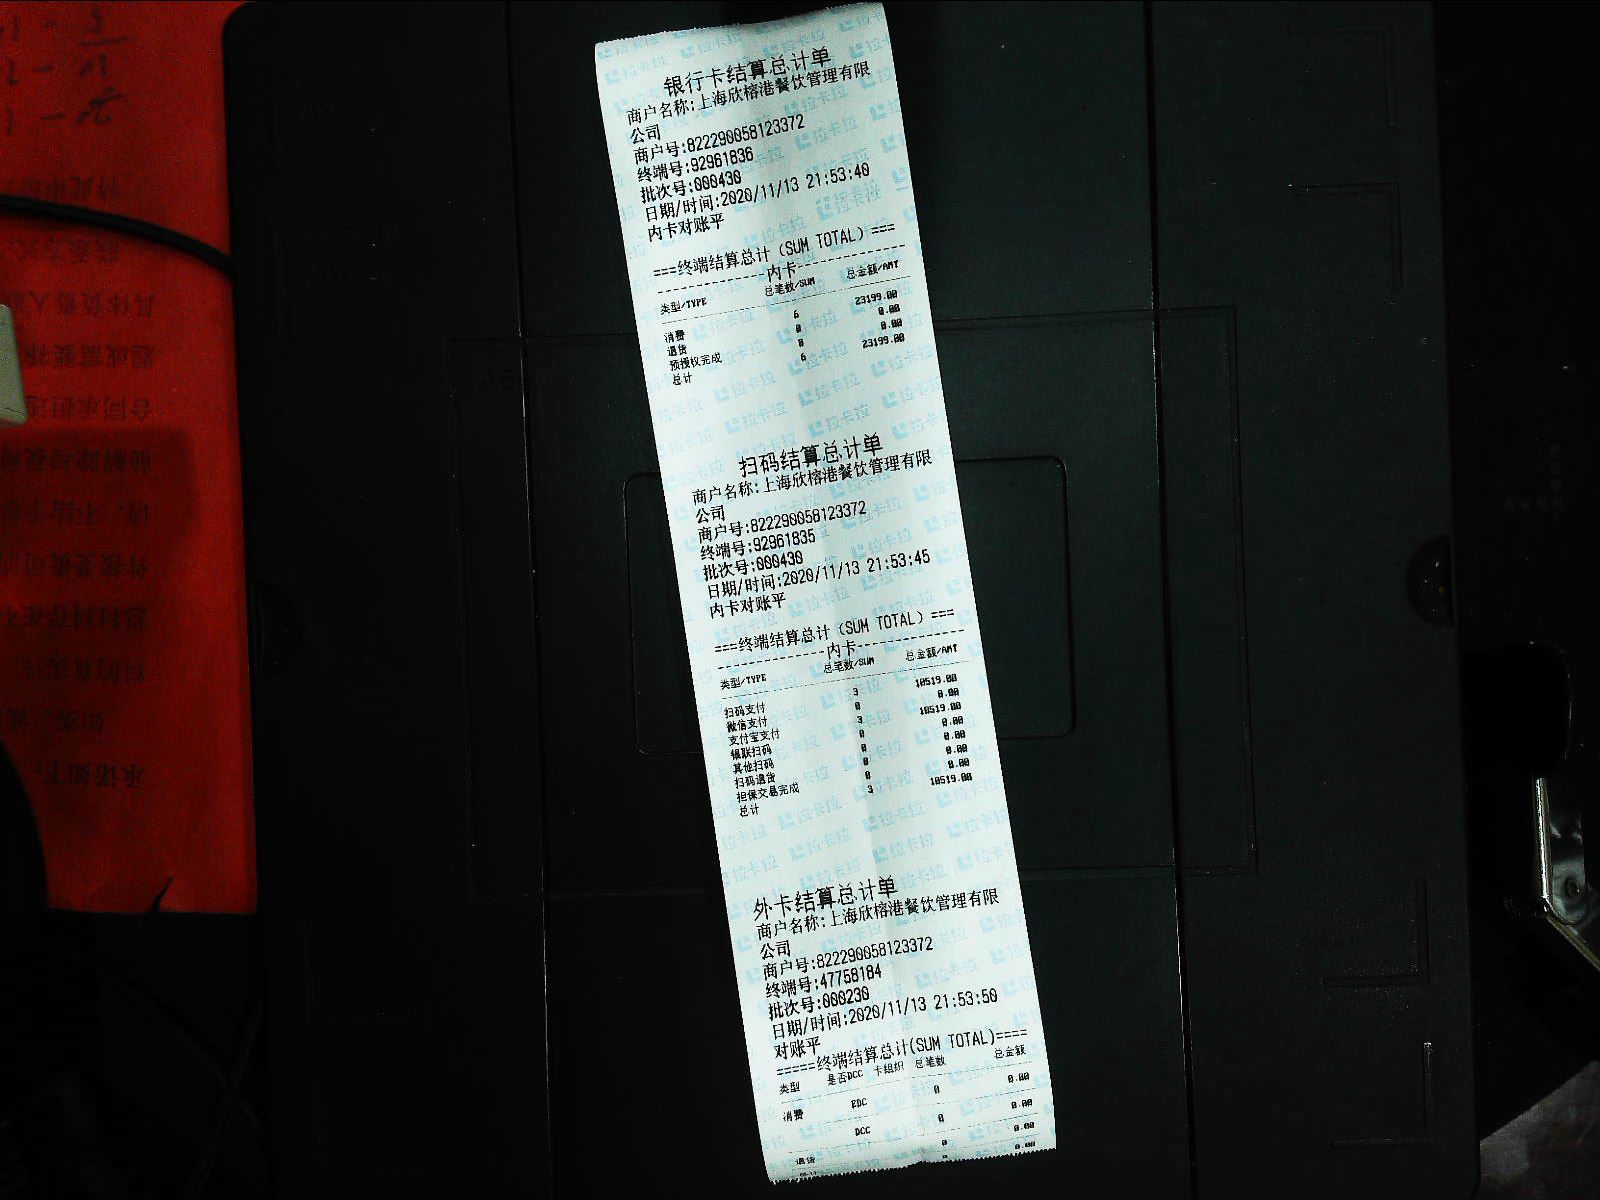 银行卡结算总计单
商户名称:上海欣榕港餐饮管理有限
公司
商户号:822290058123372
终端号:92961836
批次号:000430
日期/时间:2020/11/13 21:53:40
内卡对账平
===终端结算总计(SUM TOTAL)===
内卡
类型/TYPE 总笔数/SUM 总金额/AMT
消费 6 23199.00
退货 0 0.00
预授权完成 0 0.00
总计 6 23199.00
扫码结算总计单
商户名称:上海欣榕港餐饮管理有限
公司
商户号:822290058123372
终端号:92961835
批次号:000430
日期/时间:2020/11/13 21:53:45
内卡对账平
===终端结算总计(SUM TOTAL)===
内卡
类型/TYPE 总笔数/SUM 总金额/AMT
扫码支付 3 10519.00
微信支付 0 0.00
支付宝支付 3 10519.00
银联扫码 0 0.00
其他扫码 0 0.00
扫码退货 0 0.00
担保交易完成 0 0.00
总计 3 10519.00
外卡结算总计单
商户名称:上海欣榕港餐饮管理有限
公司
商户号:822290058123372
终端号:47758184
批次号:000230
日期/时间:2020/11/13 21:53:50
对账平
=====终端结算总计(SUM TOTAL)====
类型 是否DCC 卡组织 总笔数 总金额
消费 EDC 0 0.00
DCC 0 0.00
退货 0 0.00
0 0.00